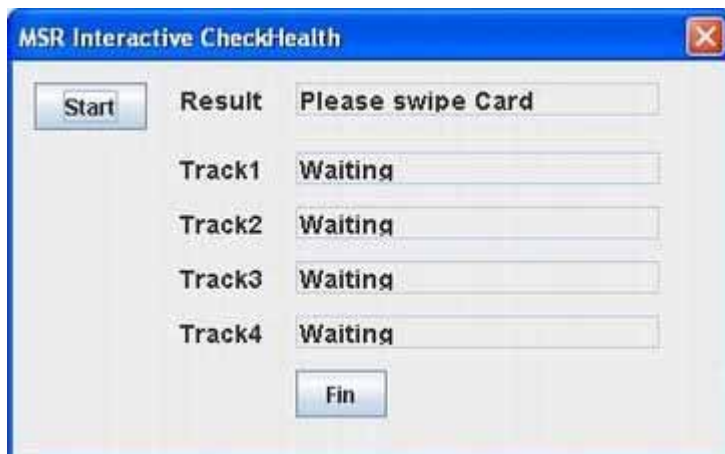 MSR Interactive CheckHealth
Start Result Please swipe Card
Track1 Waiting
Track2 Waiting
Track3 Waiting
Track4 Waiting
Fin